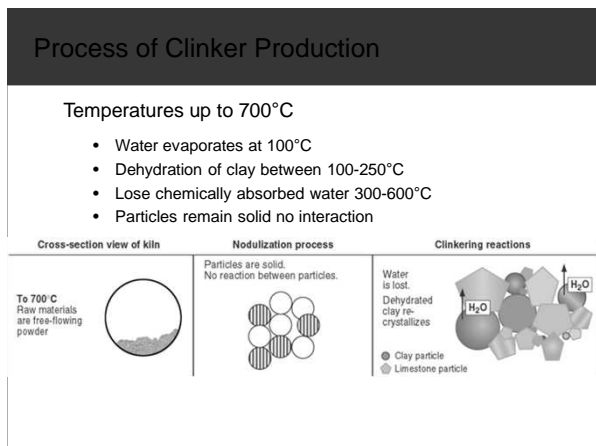 Process of Clinker Production
Temperatures up to 700°C
• Water evaporates at 100°C
• Dehydration of clay between 100-250°C
• Lose chemically absorbed water 300-600°C
• Particles remain solid no interaction
Cross-section view of kiln
To 700°C
Raw materials
are free-flowing
powder
Nodulization process
Particles are solid.
No reaction between particles.
Clinkering reactions
Water
is lost.
Dehydrated
clay re-
crystallizes
H₂O
H₂O
Clay particle
Limestone particle